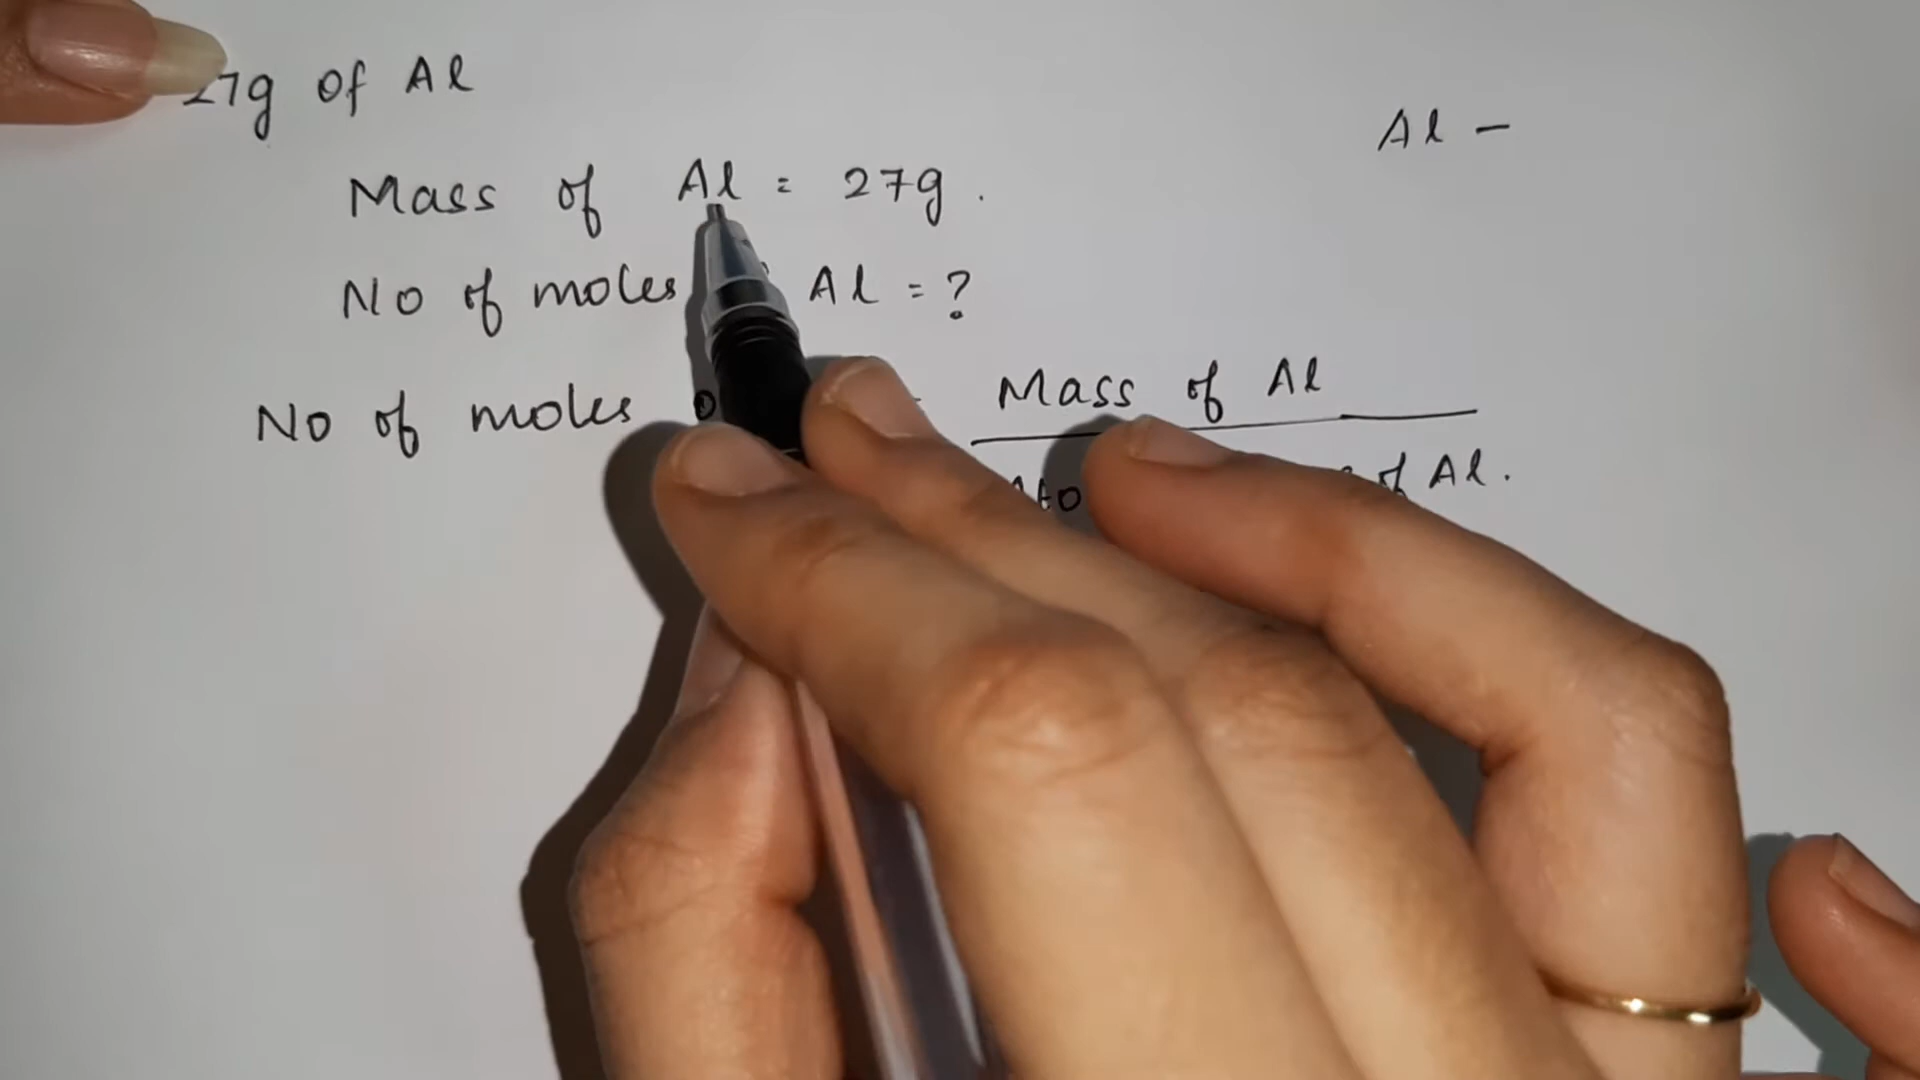 27g of Al
Al -
Mass of Al = 27g.
No of moles Al = ?
No of moles
Mass of Al
of Al.